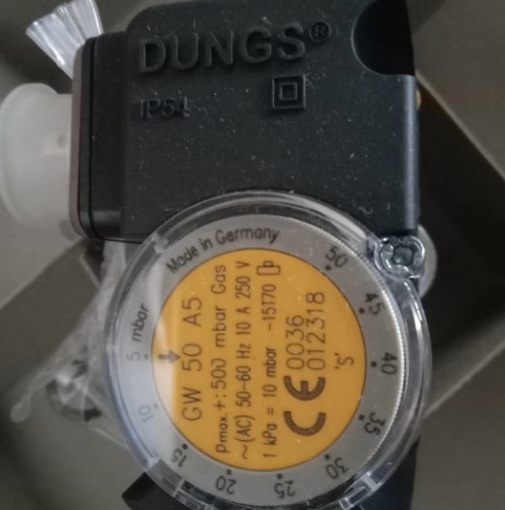 DUNGS®
IP54
Made in Germany
5 mbar
10
15
20
25
30
35
40
45
50
GW 50 A5
pmax.+:500 mbar Gas
~(AC) 50-60 Hz 10 A 250 V
1 kPa = 10 mbar -15T70
CE 0036
012318
'S'